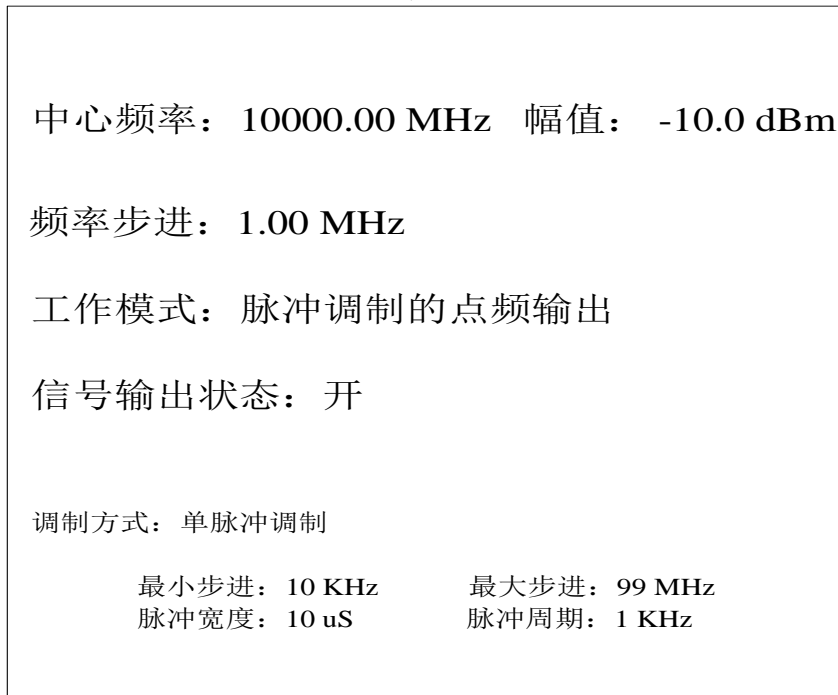 中心频率：10000.00 MHz 幅值： -10.0 dBm
频率步进：1.00 MHz
工作模式：脉冲调制的点频输出
信号输出状态：开
调制方式：单脉冲调制
最小步进：10 KHz 最大步进：99 MHz
脉冲宽度：10 uS 脉冲周期：1 KHz